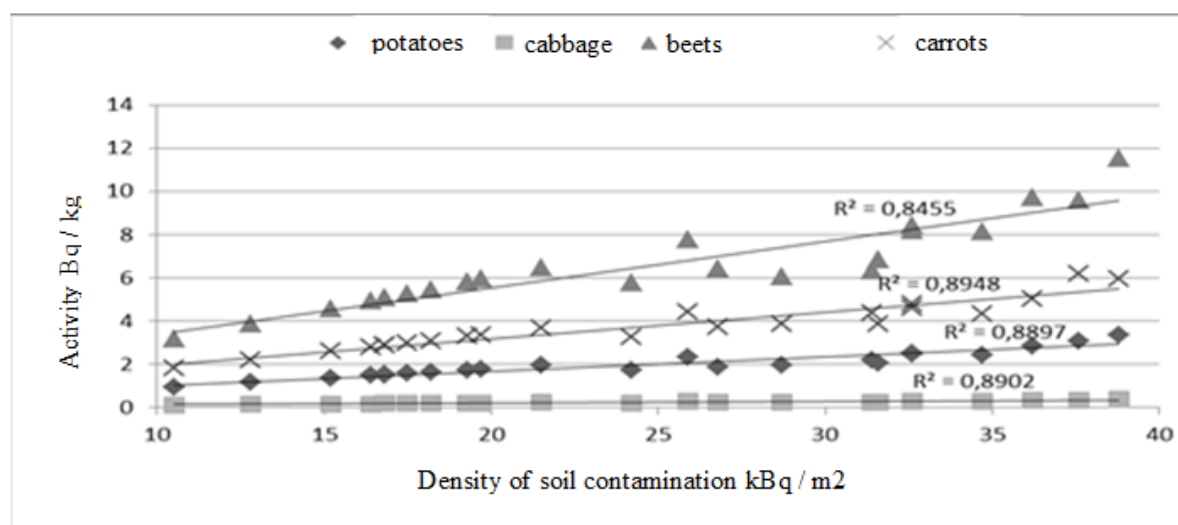 potatoes cabbage beets carrots
14
12
10
8
6
4
2
0
Activity Bq / kg
R² = 0,8455
R² = 0,8948
R² = 0,8897
R² = 0,8902
10 15 20 25 30 35 40
Density of soil contamination kBq / m2